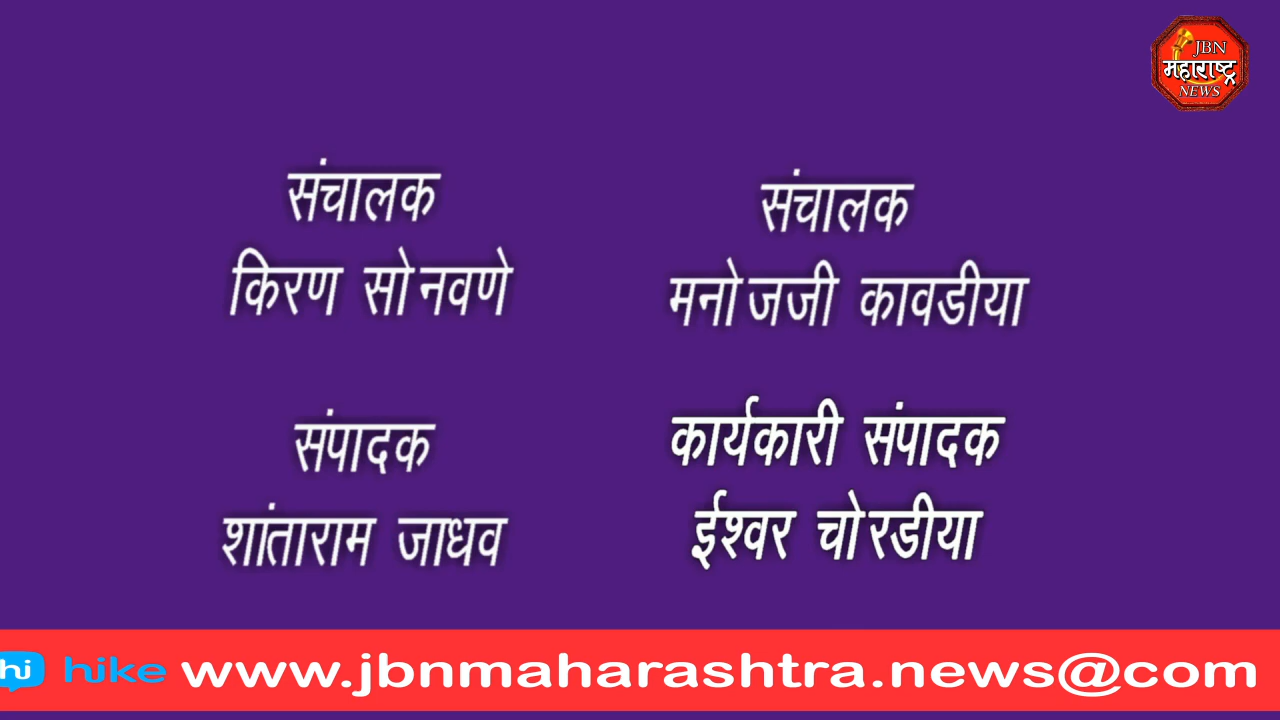 JBN
महाराष्ट्र
NEWS
संचालक
किरण सोनवणे
संचालक
मनोजजी कावडीया
संपादक
शांताराम जाधव
कार्यकारी संपादक
ईश्वर चोरडीया
hi hike www.jbnmaharashtra.news@com